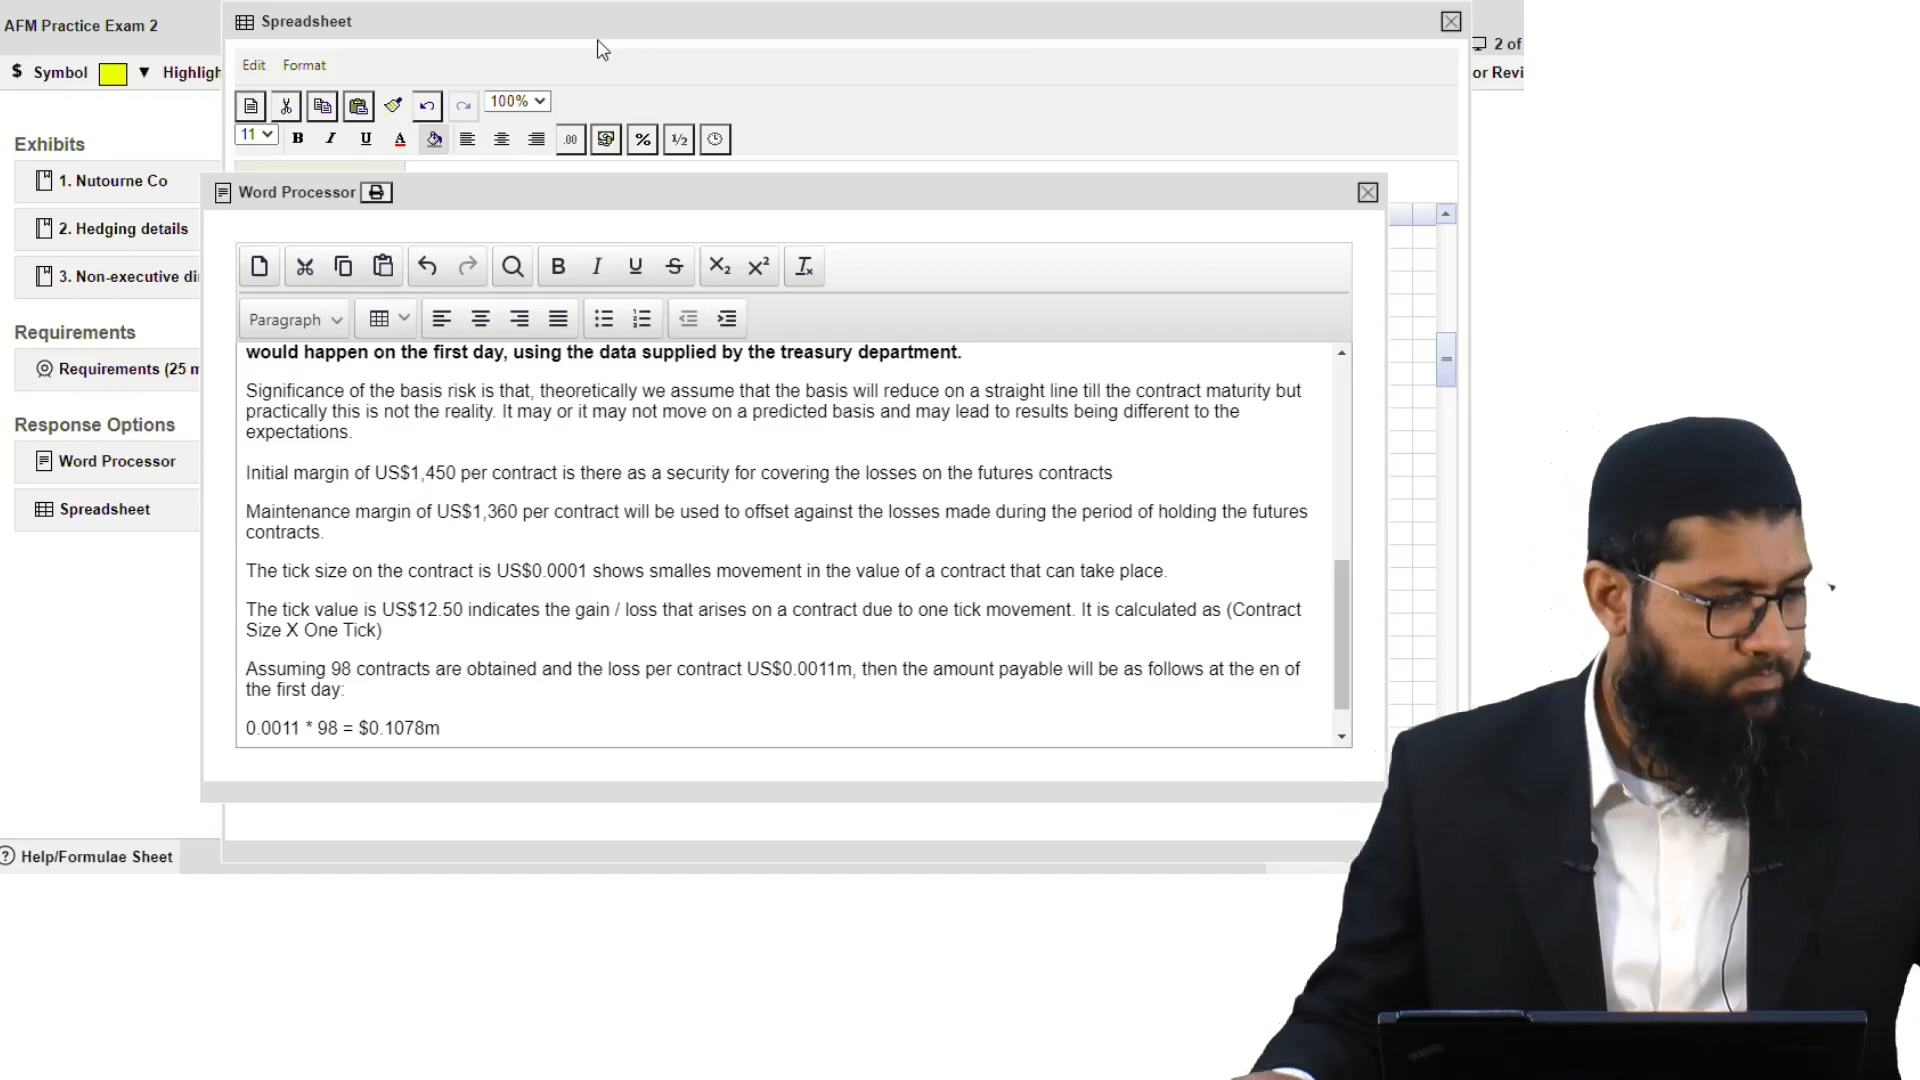 AFM Practice Exam 2
Spreadsheet
2 of
$ Symbol
Highligh
or Revi
Edit Format
100%
11
B I U A
.00 % 1/2
Exhibits
1. Nutourne Co
2. Hedging details
3. Non-executive di
Requirements
Requirements (25 m
Response Options
Word Processor
Spreadsheet
Help/Formulae Sheet
Word Processor
B I U S X₂ X² Ix
Paragraph
would happen on the first day, using the data supplied by the treasury department.
Significance of the basis risk is that, theoretically we assume that the basis will reduce on a straight line till the contract maturity but
practically this is not the reality. It may or it may not move on a predicted basis and may lead to results being different to the
expectations.
Initial margin of US$1,450 per contract is there as a security for covering the losses on the futures contracts
Maintenance margin of US$1,360 per contract will be used to offset against the losses made during the period of holding the futures
contracts.
The tick size on the contract is US$0.0001 shows smalles movement in the value of a contract that can take place.
The tick value is US$12.50 indicates the gain / loss that arises on a contract due to one tick movement. It is calculated as (Contract
Size X One Tick)
Assuming 98 contracts are obtained and the loss per contract US$0.0011m, then the amount payable will be as follows at the en of
the first day:
0.0011 * 98 = $0.1078m